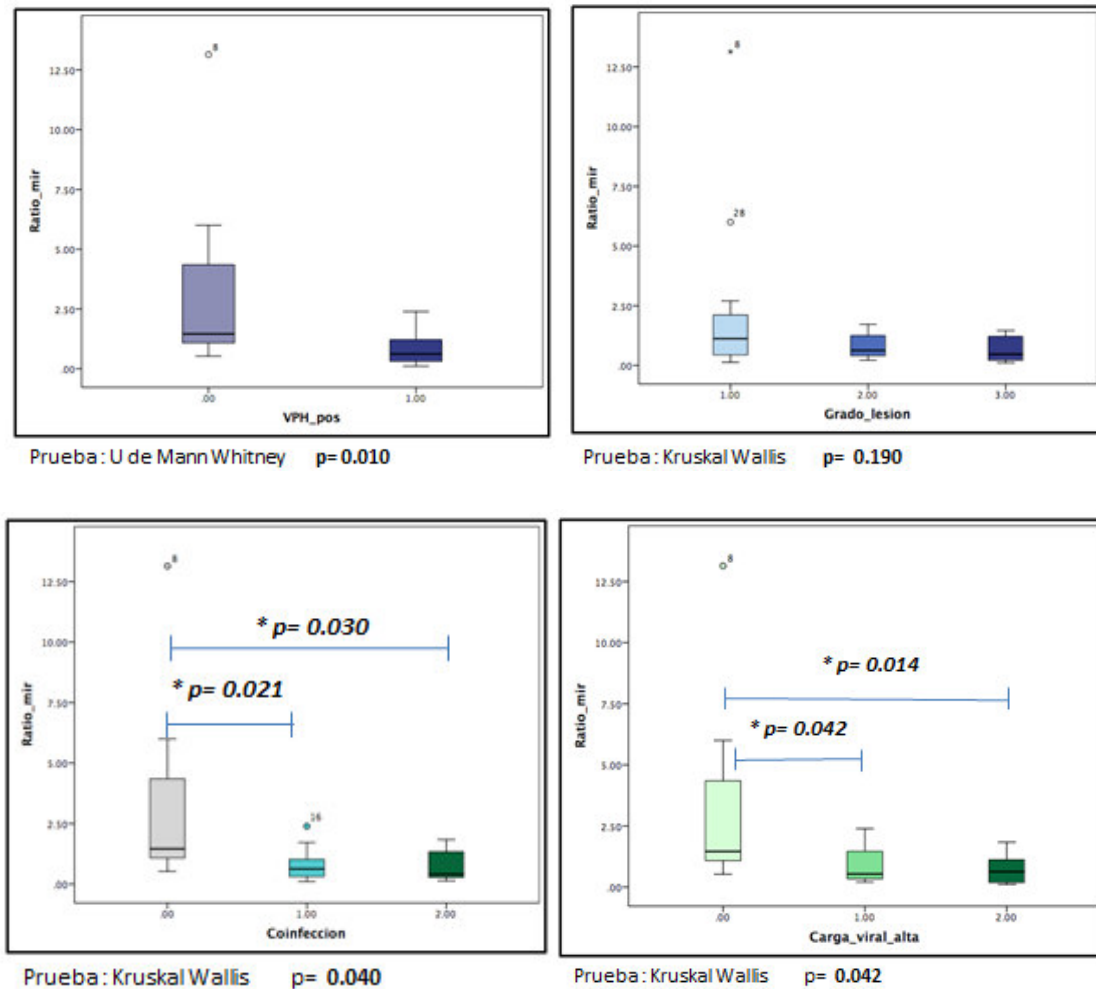 8
12.50
10.00
7.50
5.00
2.50
.00
Ratio_mir
.00 1.00
VPH_pos
Prueba: U de Mann Whitney p= 0.010
8
12.50
10.00
7.50
28
5.00
2.50
.00
Ratio_mir
1.00 2.00 3.00
Grado_lesion
Prueba: Kruskal Wallis p= 0.190
8
12.50
10.00
* p= 0.030
7.50
* p= 0.021
5.00
2.50
16
.00
Ratio_mir
.00 1.00 2.00
Coinfeccion
Prueba: Kruskal Wallis p= 0.040
8
12.50
10.00
* p= 0.014
7.50
* p= 0.042
5.00
2.50
.00
Ratio_mir
.00 1.00 2.00
Carga_viral_alta
Prueba: Kruskal Wallis p= 0.042